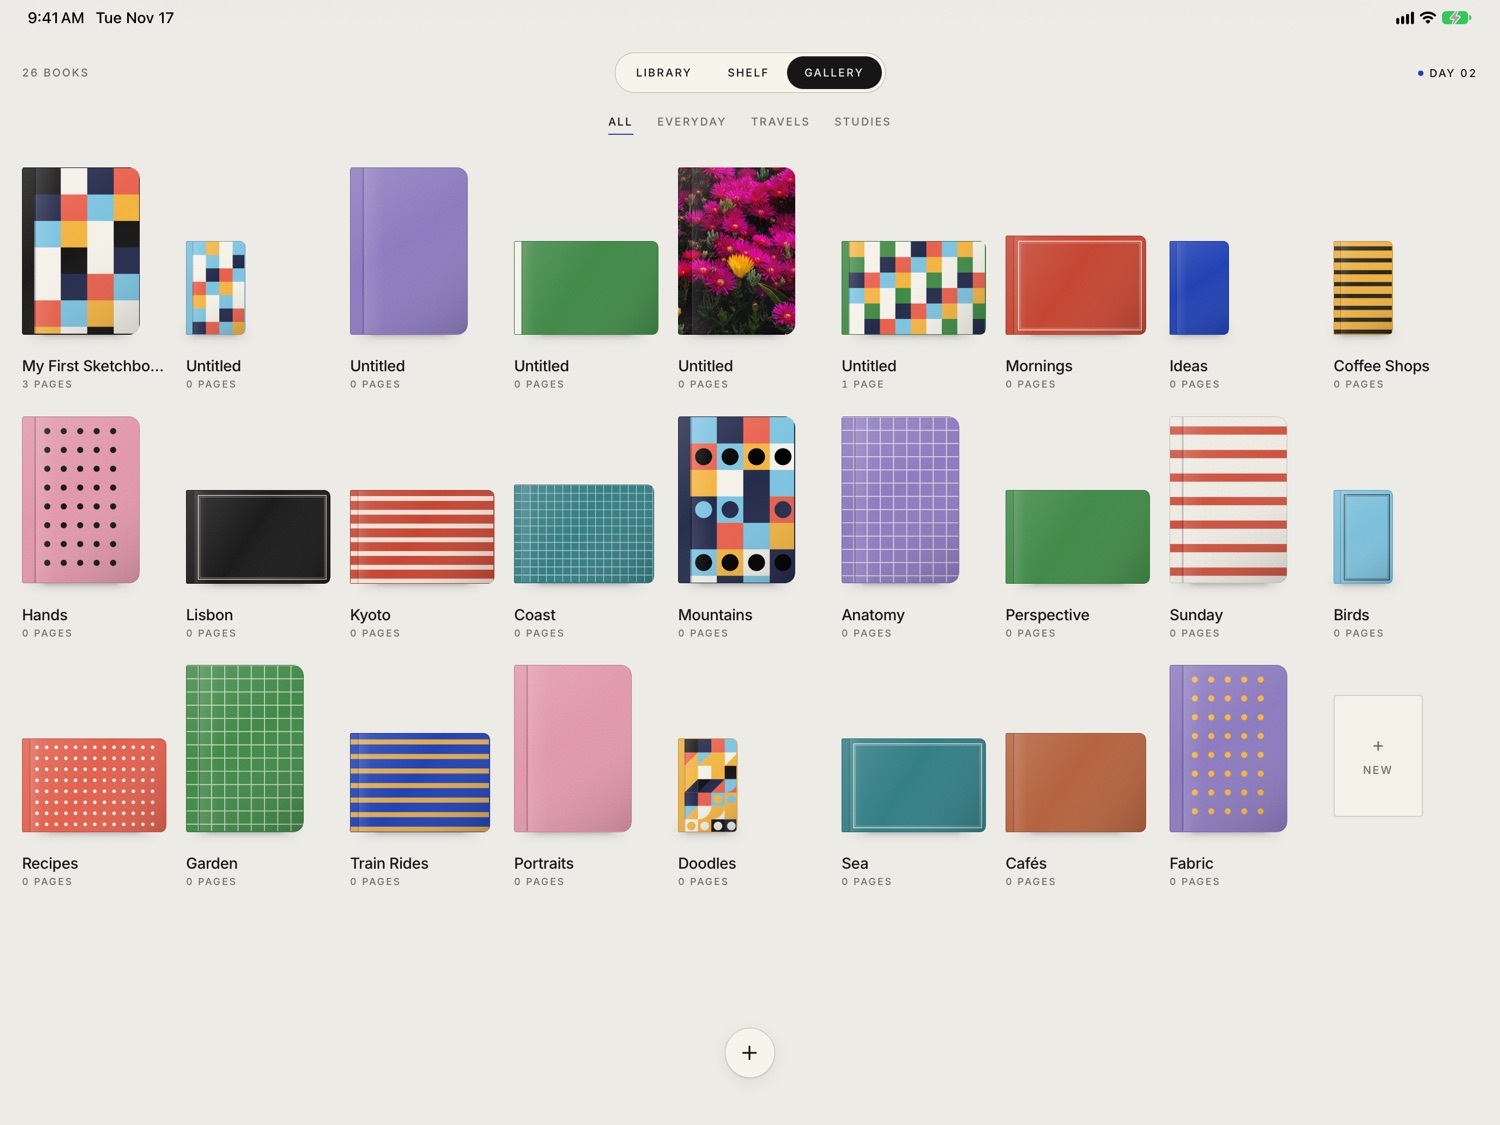 9:41 AM Tue Nov 17
26 BOOKS
LIBRARY SHELF GALLERY
DAY 02
ALL EVERYDAY TRAVELS STUDIES
My First Sketchbo... Untitled Untitled Untitled Untitled Untitled Mornings Ideas Coffee Shops
3 PAGES 0 PAGES 0 PAGES 0 PAGES 0 PAGES 1 PAGE 0 PAGES 0 PAGES 0 PAGES
Hands Lisbon Kyoto Coast Mountains Anatomy Perspective Sunday Birds
0 PAGES 0 PAGES 0 PAGES 0 PAGES 0 PAGES 0 PAGES 0 PAGES 0 PAGES 0 PAGES
+
NEW
Recipes Garden Train Rides Portraits Doodles Sea Cafés Fabric
0 PAGES 0 PAGES 0 PAGES 0 PAGES 0 PAGES 0 PAGES 0 PAGES 0 PAGES
+